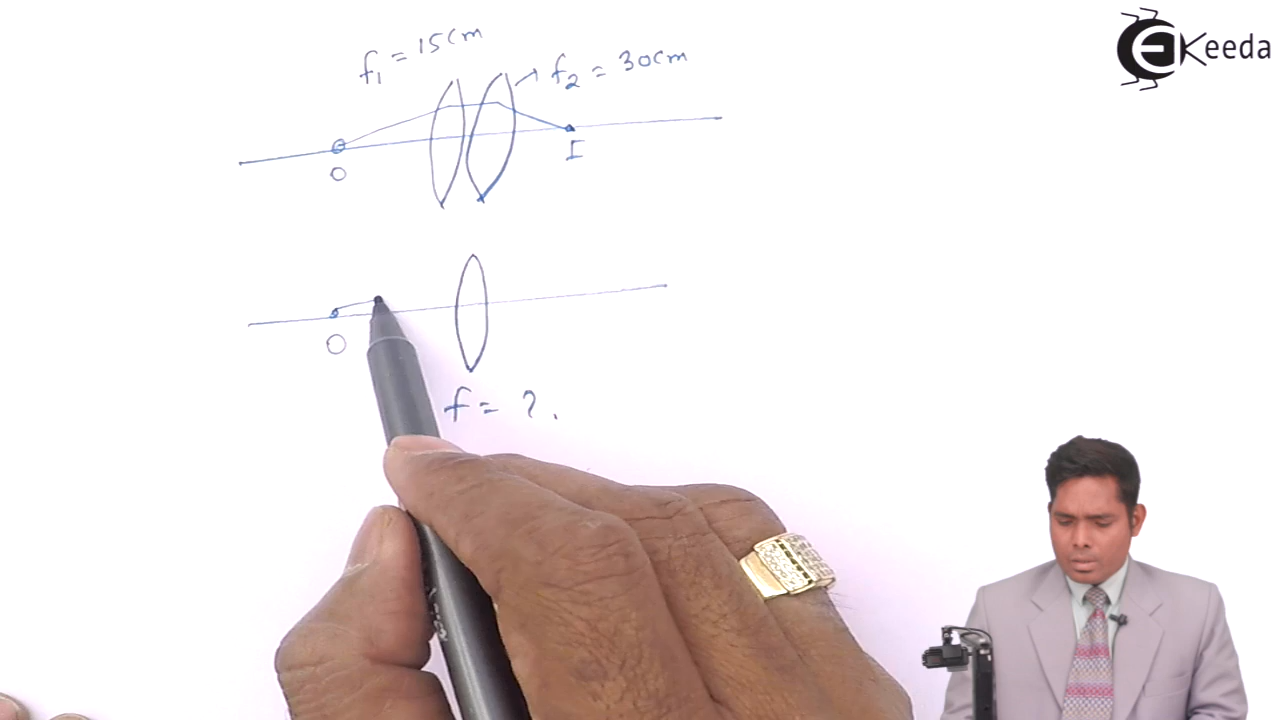 f₁ = 15cm
f₂ = 30cm
O
I
O
f = ?.
EKeeda